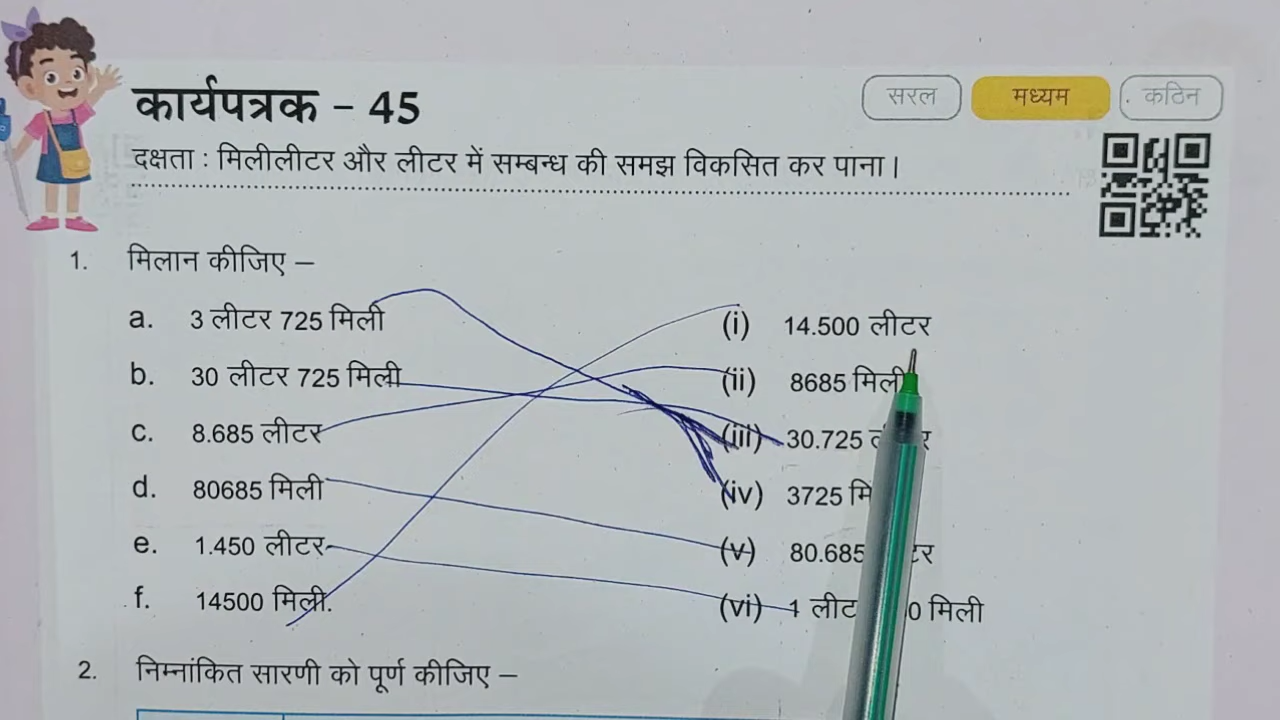 कार्यपत्रक – 45
सरल मध्यम कठिन
दक्षता : मिलीलीटर और लीटर में सम्बन्ध की समझ विकसित कर पाना।
1. मिलान कीजिए –
a. 3 लीटर 725 मिली (i) 14.500 लीटर
b. 30 लीटर 725 मिली (ii) 8685 मिली
c. 8.685 लीटर (iii) 30.725
d. 80685 मिली (iv) 3725
e. 1.450 लीटर (v) 80.685
f. 14500 मिली. (vi) 1 मिली
2. निम्नांकित सारणी को पूर्ण कीजिए –